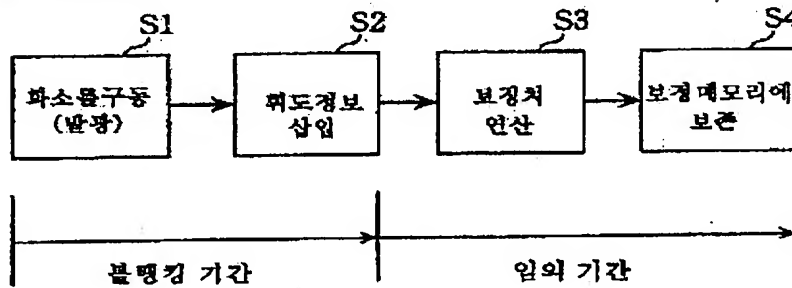 S1
S2
S3
S4
화소를구동
(발광)
휘도정보
삽입
보정치
연산
보정메모리에
보존
블랭킹 기간
임의 기간